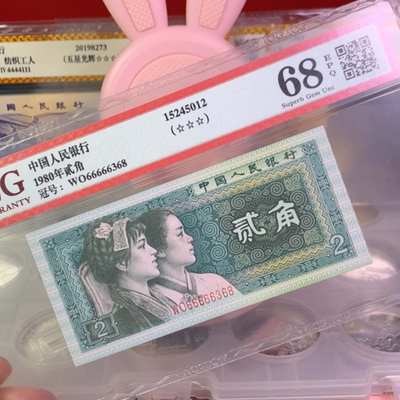 20198273
纺织工人
(五星光辉☆☆
中国人民银行
15245012
(☆☆☆)
68
EPQ
Superb Gem Unc
G
RANTY
中国人民银行
1980年贰角
冠号: WO66666368
中国人民银行
贰角
2
WO66666368
2